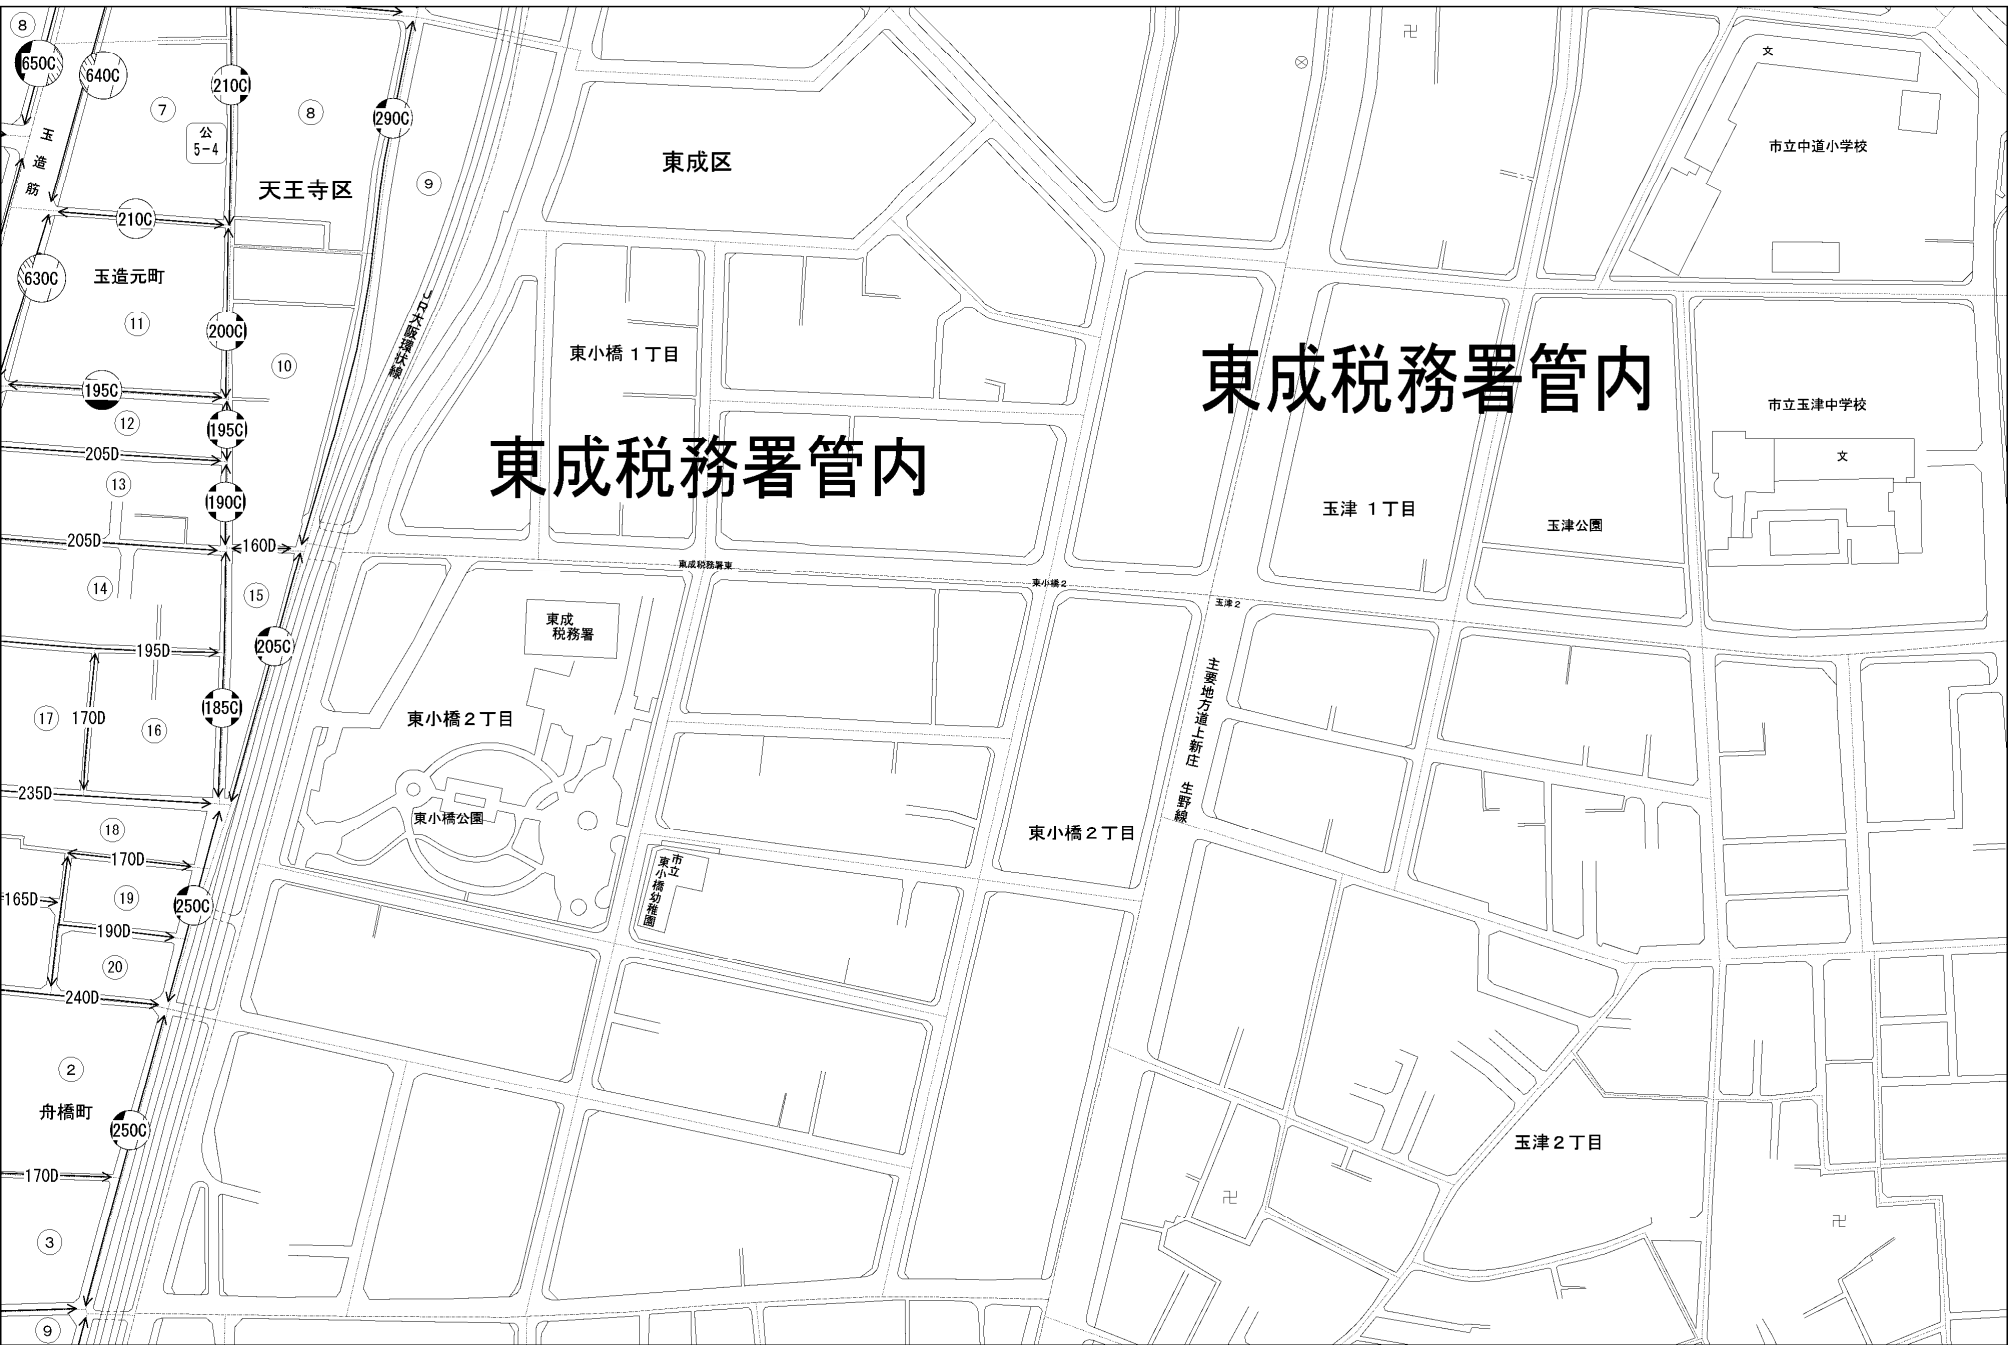 8
650C
640C
7
210C
公
5-4
8
290C
9
玉造筋
天王寺区
東成区
文
市立中道小学校
210C
630C
玉造元町
11
200C
10
JR大阪環状線
東小橋 1丁目
東成税務署管内
東成税務署管内
195C
12
195C
市立玉津中学校
文
205D
13
190C
玉津 1丁目
玉津公園
205D
160D
14
15
東成税務署東
東小橋2
玉津2
東成
税務署
195D
205C
17
170D
16
185C
東小橋2丁目
主要地方道上新庄 生野線
235D
18
東小橋公園
東小橋2丁目
170D
市立
東小橋幼稚園
165D
19
250C
190D
20
240D
2
舟橋町
250C
玉津2丁目
170D
3
9